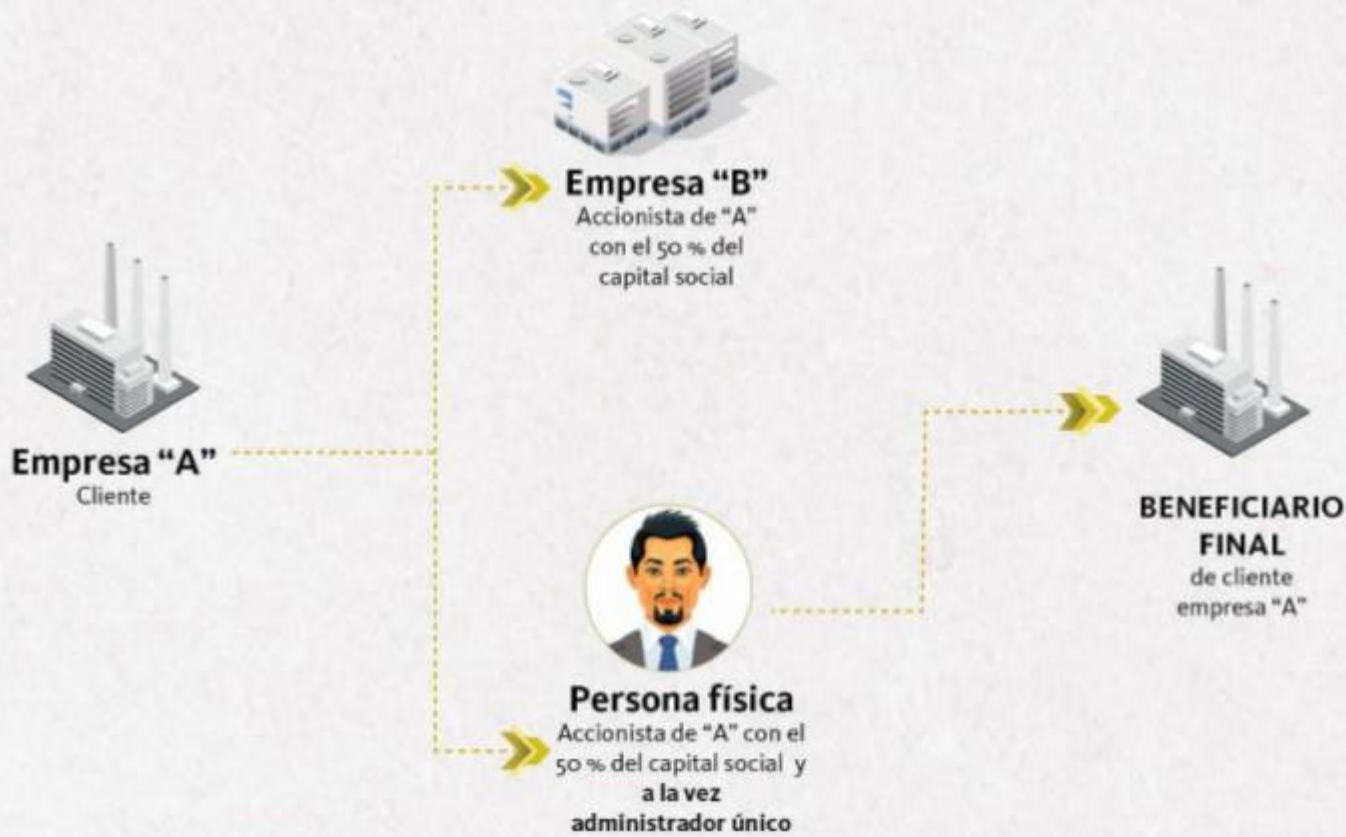 Empresa “B”
Accionista de “A”
con el 50 % del
capital social
Empresa “A”
Cliente
BENEFICIARIO
FINAL
de cliente
empresa “A”
Persona física
Accionista de “A” con el
50 % del capital social y
a la vez
administrador único